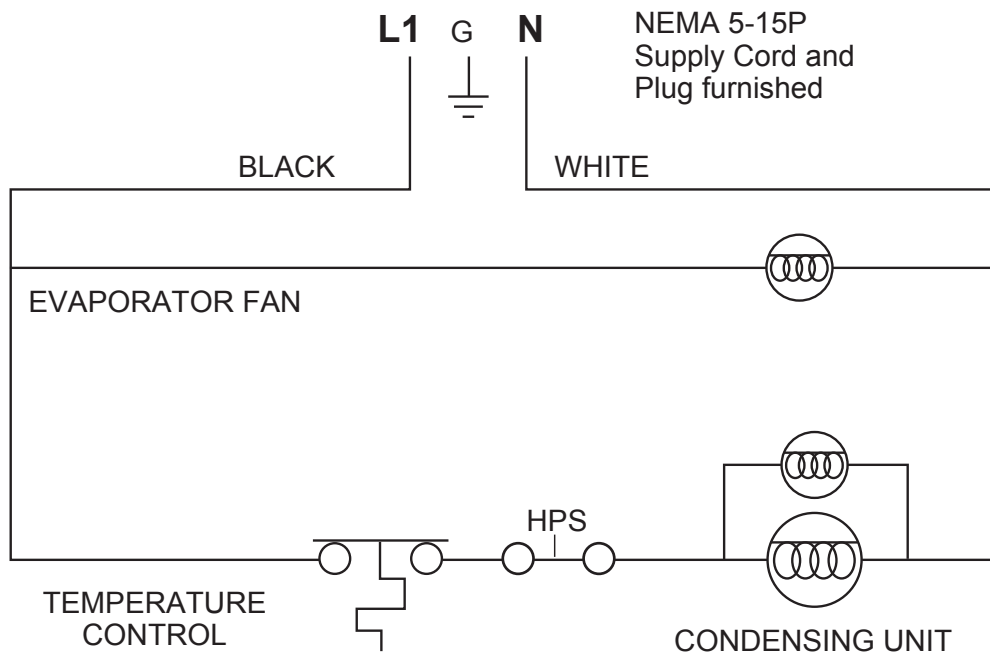 L1 G N
NEMA 5-15P
Supply Cord and
Plug furnished
BLACK
WHITE
EVAPORATOR FAN
HPS
TEMPERATURE
CONTROL
CONDENSING UNIT